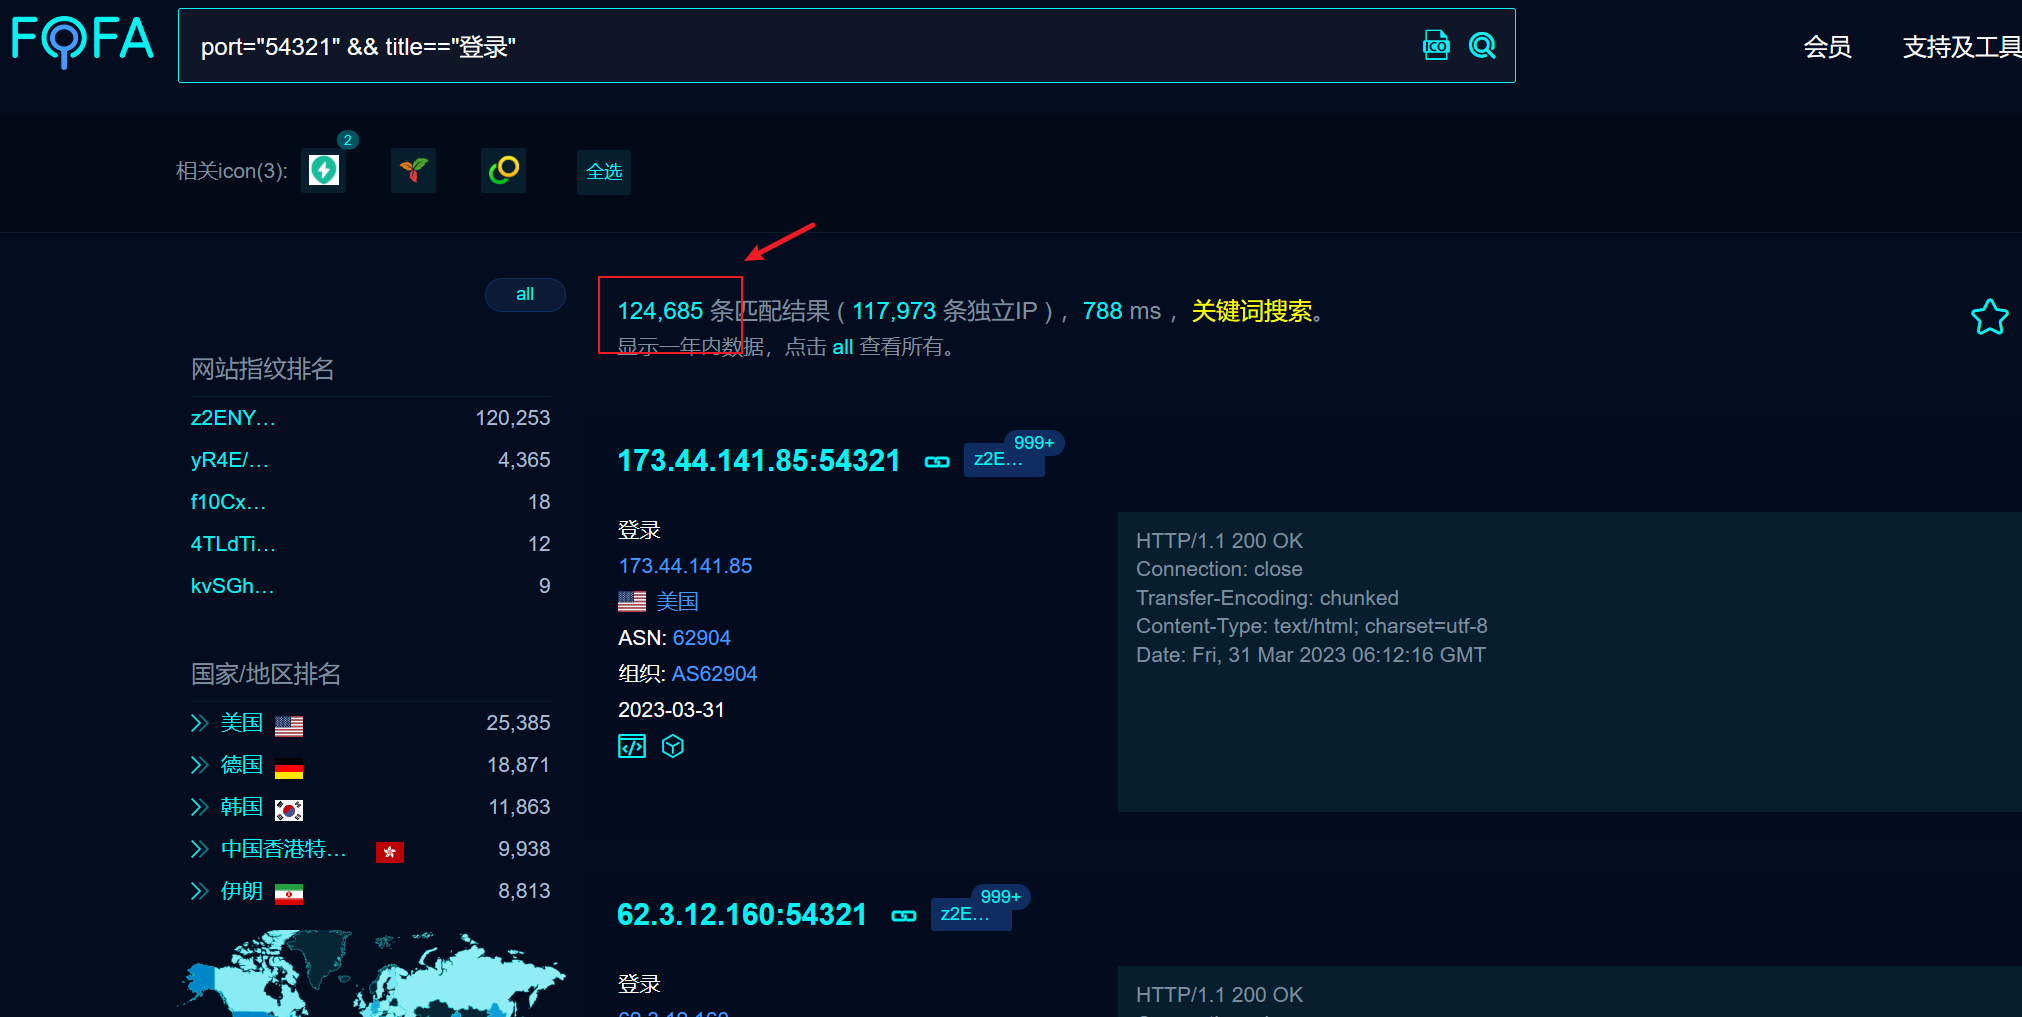 FOFA
port="54321" && title=="登录"
ICO
会员
支持及工具
相关icon(3):
2
全选
all
124,685 条匹配结果 ( 117,973 条独立IP ) ，788 ms ，关键词搜索。
显示一年内数据，点击 all 查看所有。
网站指纹排名
z2ENY... 120,253
yR4E/... 4,365
f10Cx... 18
4TLdTi... 12
kvSGh... 9
国家/地区排名
美国 25,385
德国 18,871
韩国 11,863
中国香港特... 9,938
伊朗 8,813
173.44.141.85:54321
z2E...
999+
登录
173.44.141.85
美国
ASN: 62904
组织: AS62904
2023-03-31
HTTP/1.1 200 OK
Connection: close
Transfer-Encoding: chunked
Content-Type: text/html; charset=utf-8
Date: Fri, 31 Mar 2023 06:12:16 GMT
62.3.12.160:54321
z2E...
999+
登录
62.3.12.160
HTTP/1.1 200 OK